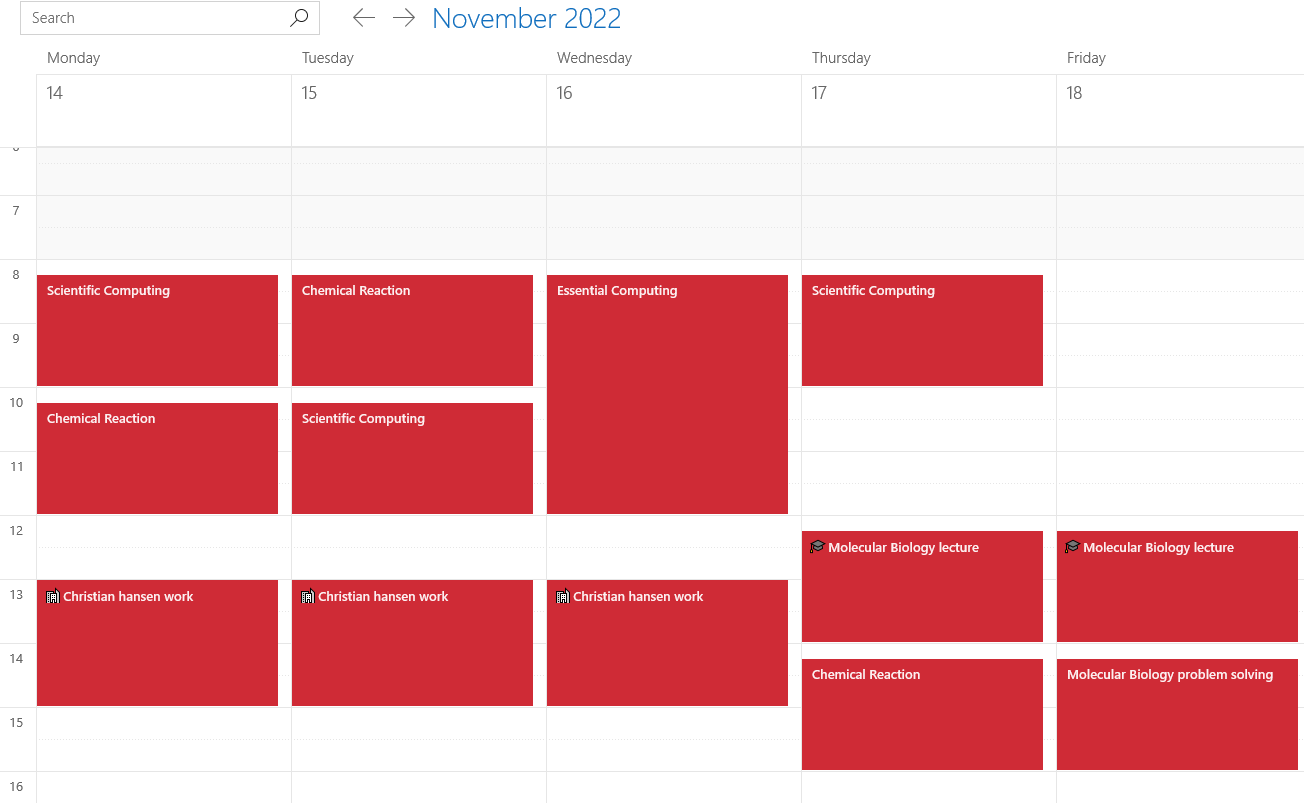 Search
November 2022
Monday Tuesday Wednesday Thursday Friday
14 15 16 17 18
7
8
Scientific Computing Chemical Reaction Essential Computing Scientific Computing
9
10
Chemical Reaction Scientific Computing
11
12
Molecular Biology lecture Molecular Biology lecture
13
Christian hansen work Christian hansen work Christian hansen work
14
Chemical Reaction Molecular Biology problem solving
15
16